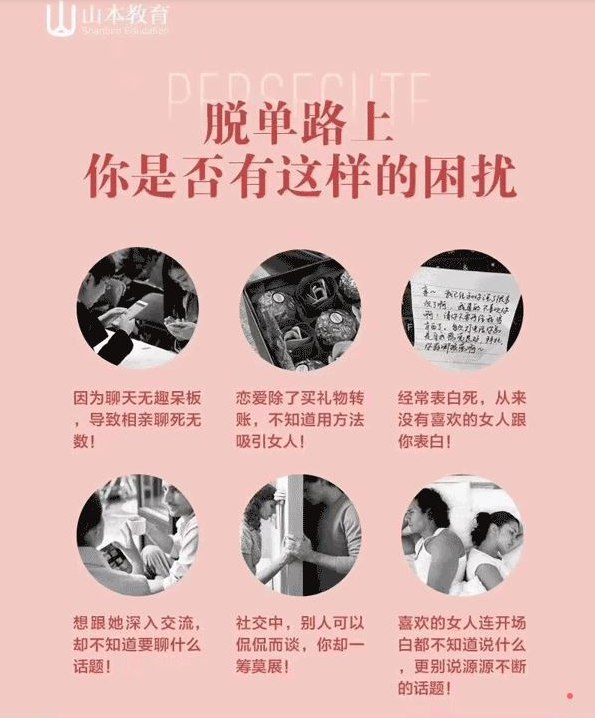 山本教育
Shanben Education
PERSECUTE
脱单路上
你是否有这样的困扰
因为聊天无趣呆板
，导致相亲聊死无
数！
恋爱除了买礼物转
账，不知道用方法
吸引女人！
经常表白死，从来
没有喜欢的女人跟
你表白！
想跟她深入交流，
却不知道要聊什么
话题！
社交中，别人可以
侃侃而谈，你却一
筹莫展！
喜欢的女人连开场
白都不知道说什么
，更别说源源不断
的话题！